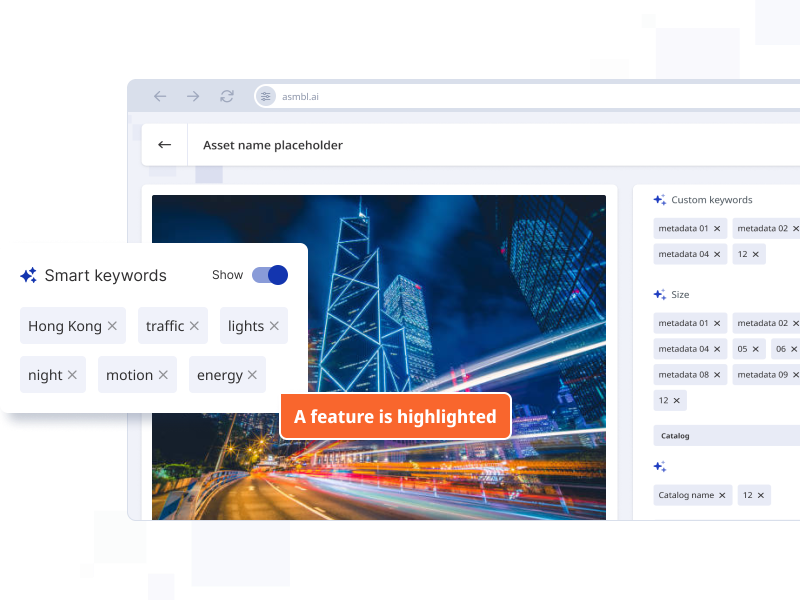 asmbl.ai
Asset name placeholder
Smart keywords
Show
Hong Kong
traffic
lights
night
motion
energy
A feature is highlighted
Custom keywords
metadata 01
metadata 02
metadata 04
12
Size
metadata 01
metadata 02
metadata 04
05
06
metadata 08
metadata 09
12
Catalog
Catalog name
12